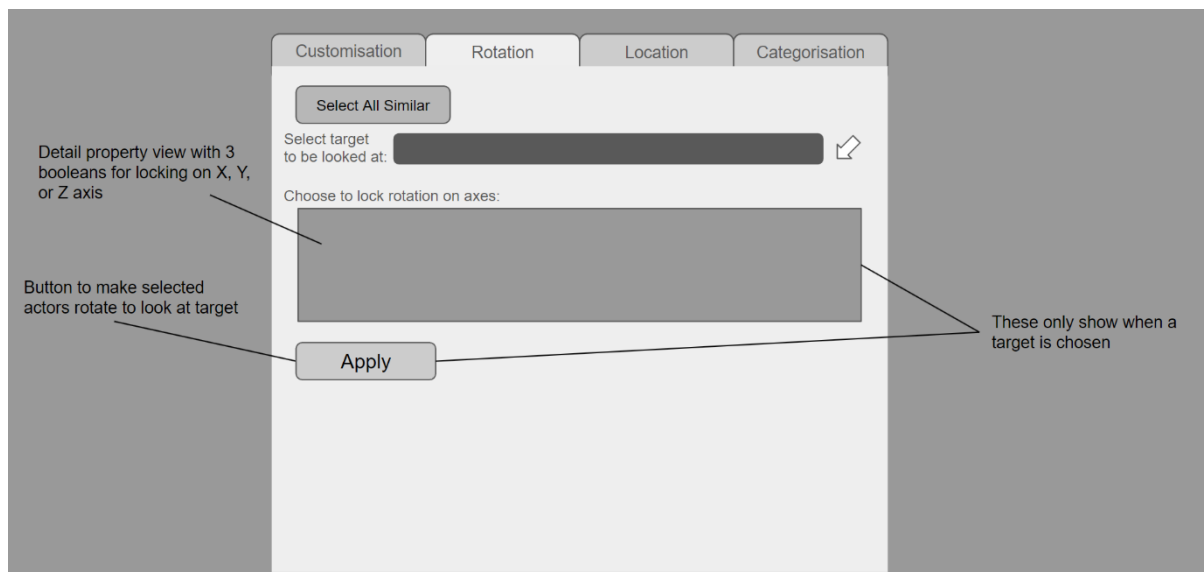 Customisation
Rotation
Location
Categorisation
Select All Similar
Select target
to be looked at:
Detail property view with 3
booleans for locking on X, Y,
or Z axis
Choose to lock rotation on axes:
Button to make selected
actors rotate to look at target
These only show when a
target is chosen
Apply